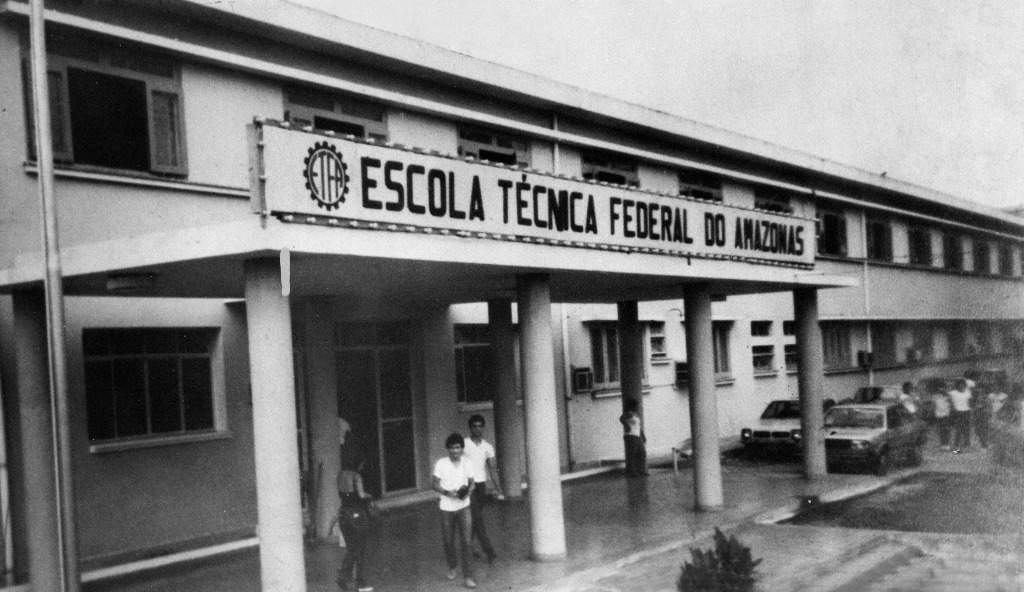 ETFA
ESCOLA TÉCNICA FEDERAL DO AMAZONAS